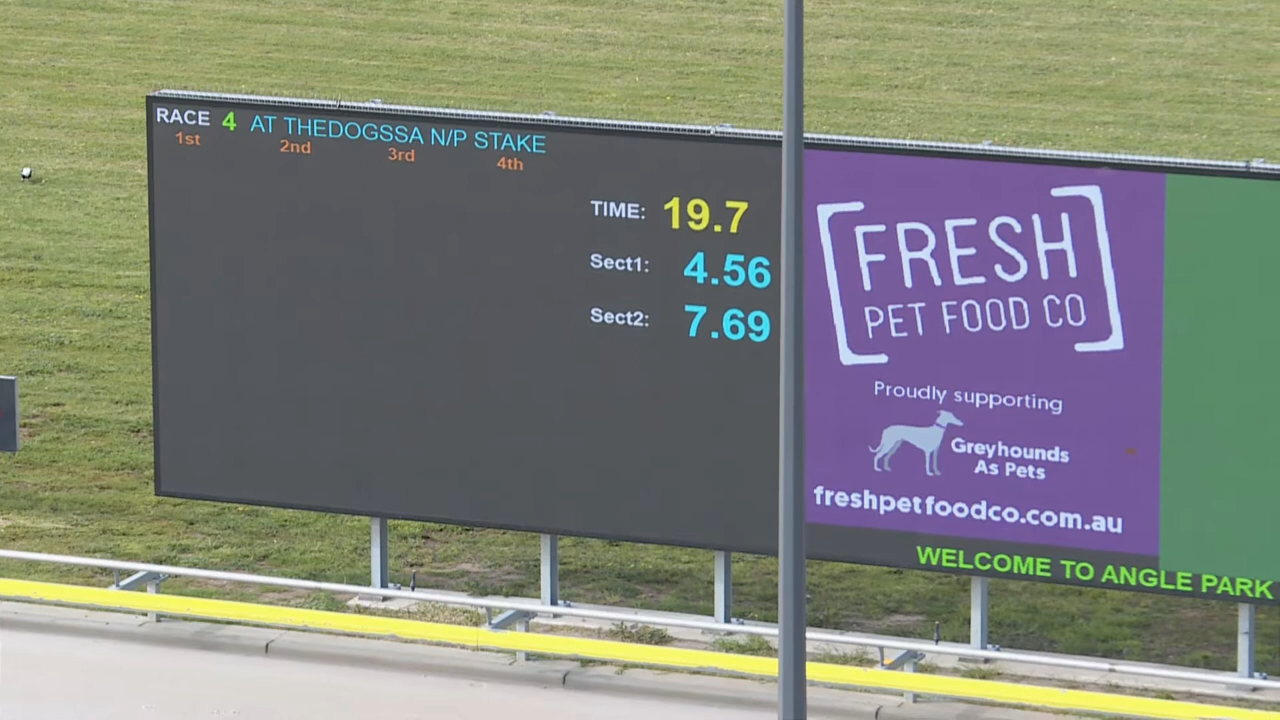 RACE 4 AT THEDOGSSA N/P STAKE
1st 2nd 3rd 4th
TIME: 19.7
Sect1: 4.56
Sect2: 7.69
FRESH
PET FOOD CO
Proudly supporting
Greyhounds
As Pets
freshpetfoodco.com.au
WELCOME TO ANGLE PARK